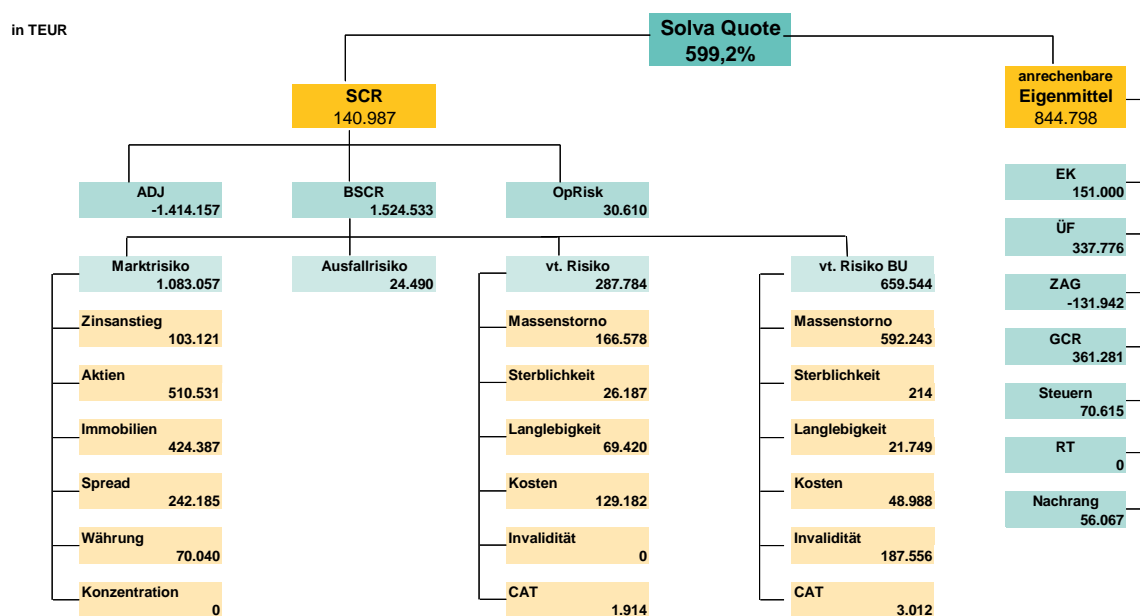 in TEUR
Solva Quote
599,2%
SCR
140.987
anrechenbare
Eigenmittel
844.798
ADJ
-1.414.157
BSCR
1.524.533
OpRisk
30.610
EK
151.000
ÜF
337.776
ZAG
-131.942
GCR
361.281
Steuern
70.615
RT
0
Nachrang
56.067
Marktrisiko
1.083.057
Zinsanstieg
103.121
Aktien
510.531
Immobilien
424.387
Spread
242.185
Währung
70.040
Konzentration
0
Ausfallrisiko
24.490
vt. Risiko
287.784
Massenstorno
166.578
Sterblichkeit
26.187
Langlebigkeit
69.420
Kosten
129.182
Invalidität
0
CAT
1.914
vt. Risiko BU
659.544
Massenstorno
592.243
Sterblichkeit
214
Langlebigkeit
21.749
Kosten
48.988
Invalidität
187.556
CAT
3.012